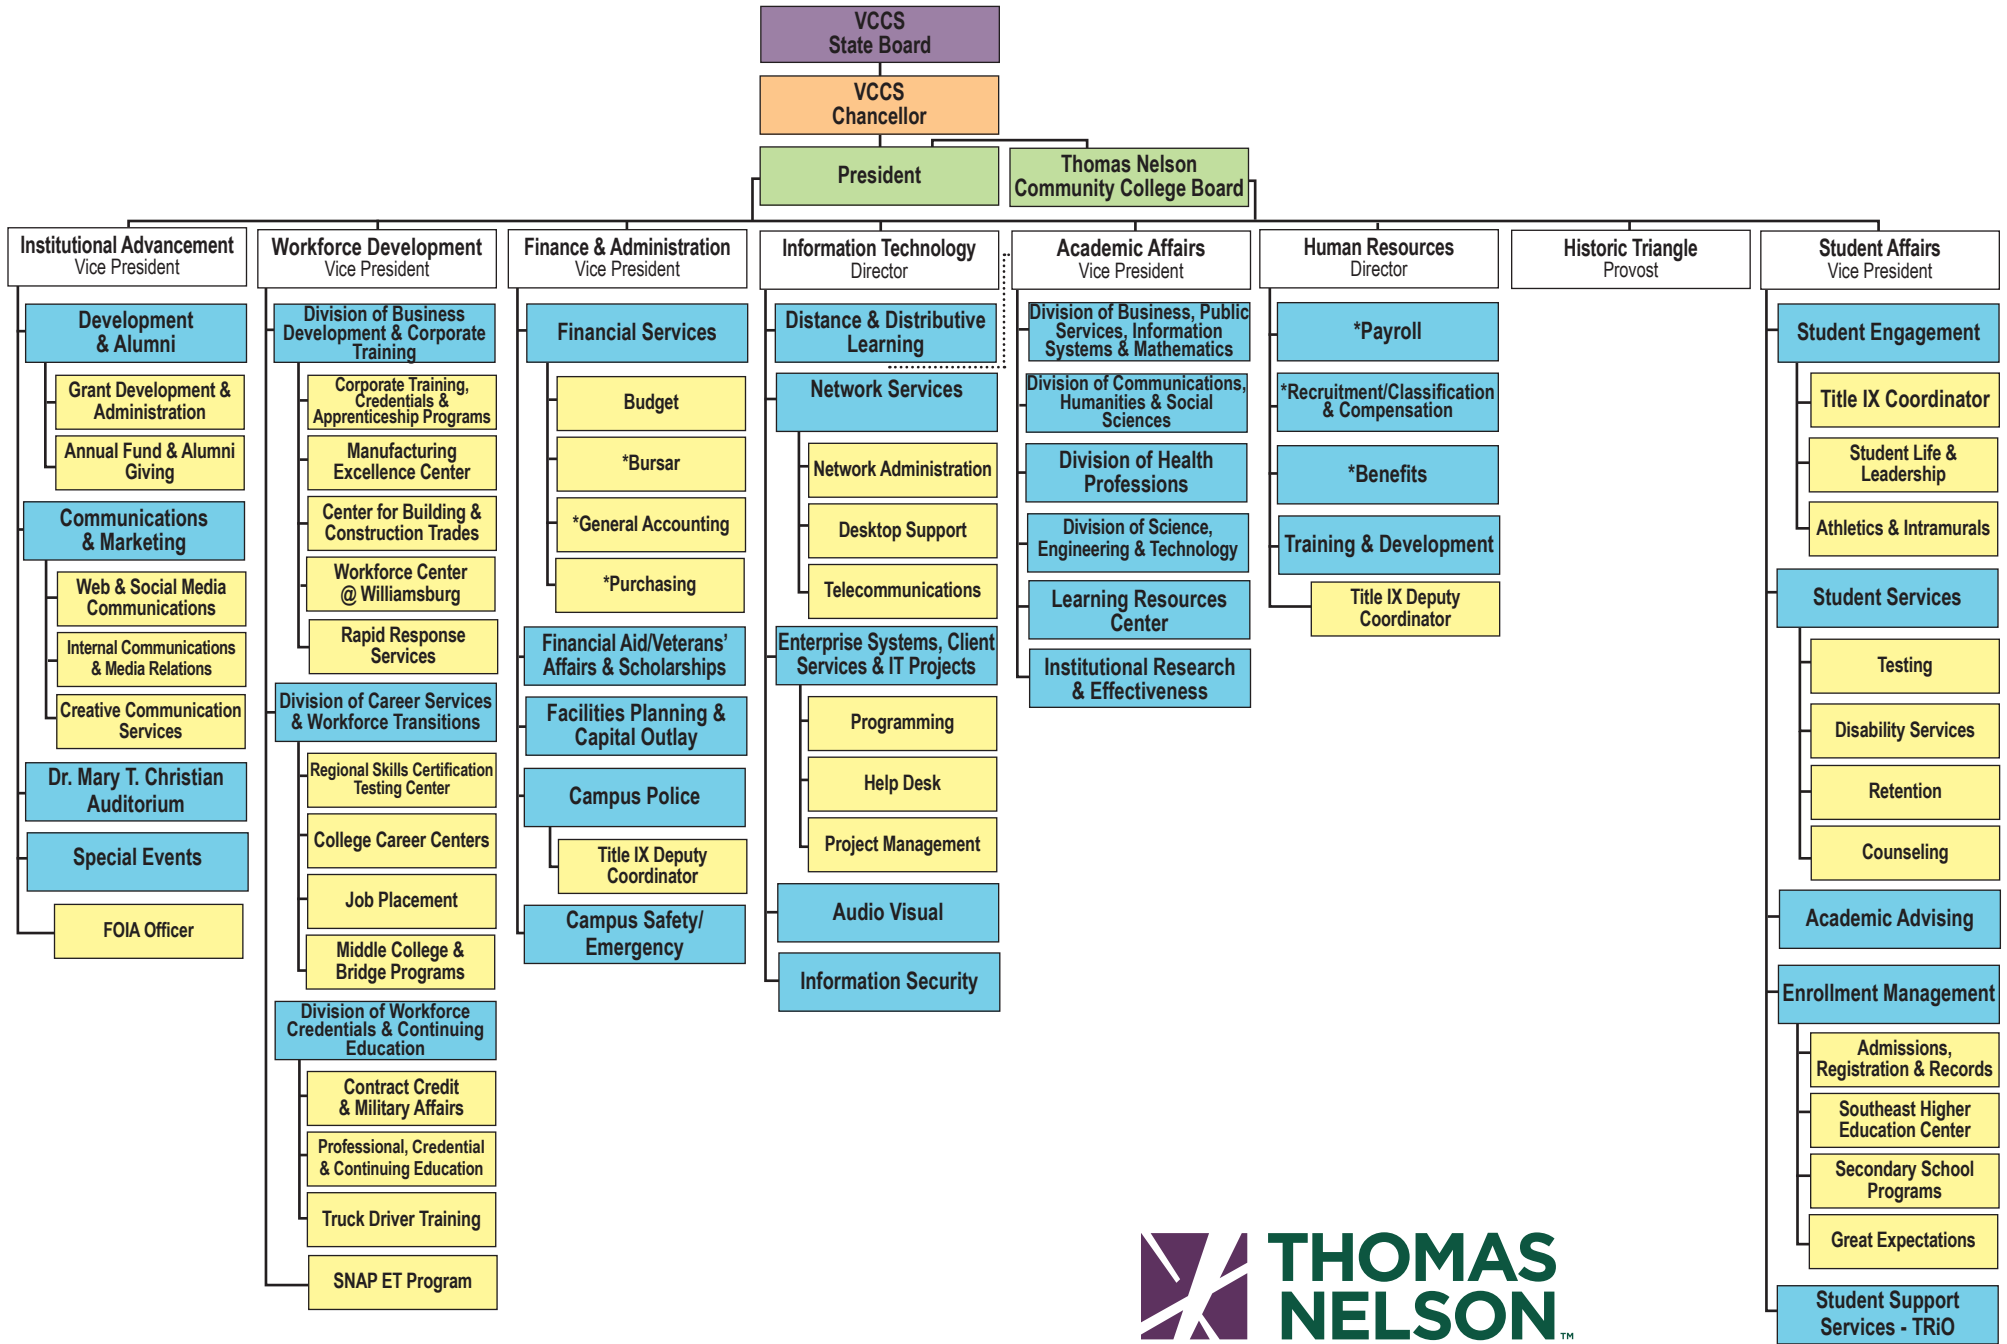 VCCS
State Board
VCCS
Chancellor
President
Thomas Nelson
Community College Board
Institutional Advancement
Vice President
Development
& Alumni
Grant Development &
Administration
Annual Fund & Alumni
Giving
Communications
& Marketing
Web & Social Media
Communications
Internal Communications
& Media Relations
Creative Communication
Services
Dr. Mary T. Christian
Auditorium
Special Events
FOIA Officer
Workforce Development
Vice President
Division of Business
Development & Corporate
Training
Corporate Training,
Credentials &
Apprenticeship Programs
Manufacturing
Excellence Center
Center for Building &
Construction Trades
Workforce Center
@ Williamsburg
Rapid Response
Services
Division of Career Services
& Workforce Transitions
Regional Skills Certification
Testing Center
College Career Centers
Job Placement
Middle College &
Bridge Programs
Division of Workforce
Credentials & Continuing
Education
Contract Credit
& Military Affairs
Professional, Credential
& Continuing Education
Truck Driver Training
SNAP ET Program
Finance & Administration
Vice President
Financial Services
Budget
*Bursar
*General Accounting
*Purchasing
Financial Aid/Veterans'
Affairs & Scholarships
Facilities Planning &
Capital Outlay
Campus Police
Title IX Deputy
Coordinator
Campus Safety/
Emergency
Information Technology
Director
Distance & Distributive
Learning
Network Services
Network Administration
Desktop Support
Telecommunications
Enterprise Systems, Client
Services & IT Projects
Programming
Help Desk
Project Management
Audio Visual
Information Security
Academic Affairs
Vice President
Division of Business, Public
Services, Information
Systems & Mathematics
Division of Communications,
Humanities & Social
Sciences
Division of Health
Professions
Division of Science,
Engineering & Technology
Learning Resources
Center
Institutional Research
& Effectiveness
Human Resources
Director
*Payroll
*Recruitment/Classification
& Compensation
*Benefits
Training & Development
Title IX Deputy
Coordinator
Historic Triangle
Provost
Student Affairs
Vice President
Student Engagement
Title IX Coordinator
Student Life &
Leadership
Athletics & Intramurals
Student Services
Testing
Disability Services
Retention
Counseling
Academic Advising
Enrollment Management
Admissions,
Registration & Records
Southeast Higher
Education Center
Secondary School
Programs
Great Expectations
Student Support
Services - TRiO
THOMAS
NELSON™